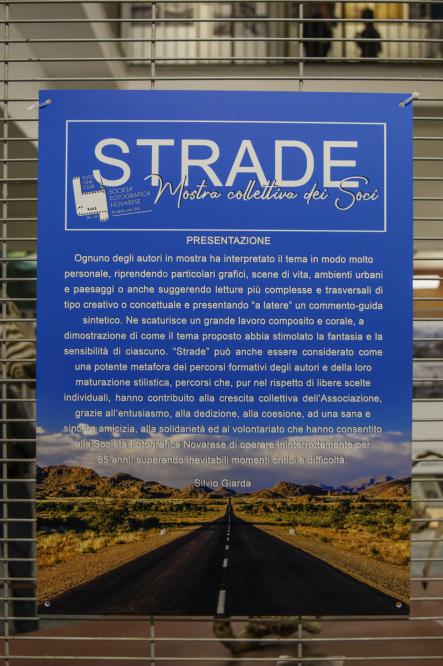 STRADE
Mostra collettiva dei Soci
SOCIETA'
FOTOGRAFICA
NOVARESE
PRESENTAZIONE
Ognuno degli autori in mostra ha interpretato il tema in modo molto
personale, riprendendo particolari grafici, scene di vita, ambienti urbani
e paesaggi o anche suggerendo letture più complesse e trasversali di
tipo creativo o concettuale e presentando "a latere" un commento-guida
sintetico. Ne scaturisce un grande lavoro composito e corale, a
dimostrazione di come il tema proposto abbia stimolato la fantasia e la
sensibilità di ciascuno. "Strade" può anche essere considerato come
una potente metafora dei percorsi formativi degli autori e della loro
maturazione stilistica, percorsi che, pur nel rispetto di libere scelte
individuali, hanno contribuito alla crescita collettiva dell'Associazione,
grazie all'entusiasmo, alla dedizione, alla coesione, ad una sana e
sincera amicizia, alla solidarietà ed al volontariato che hanno consentito
alla Società Fotografica Novarese di operare ininterrottamente per
85 anni, superando inevitabili momenti critici e difficoltà.
Silvio Giarda